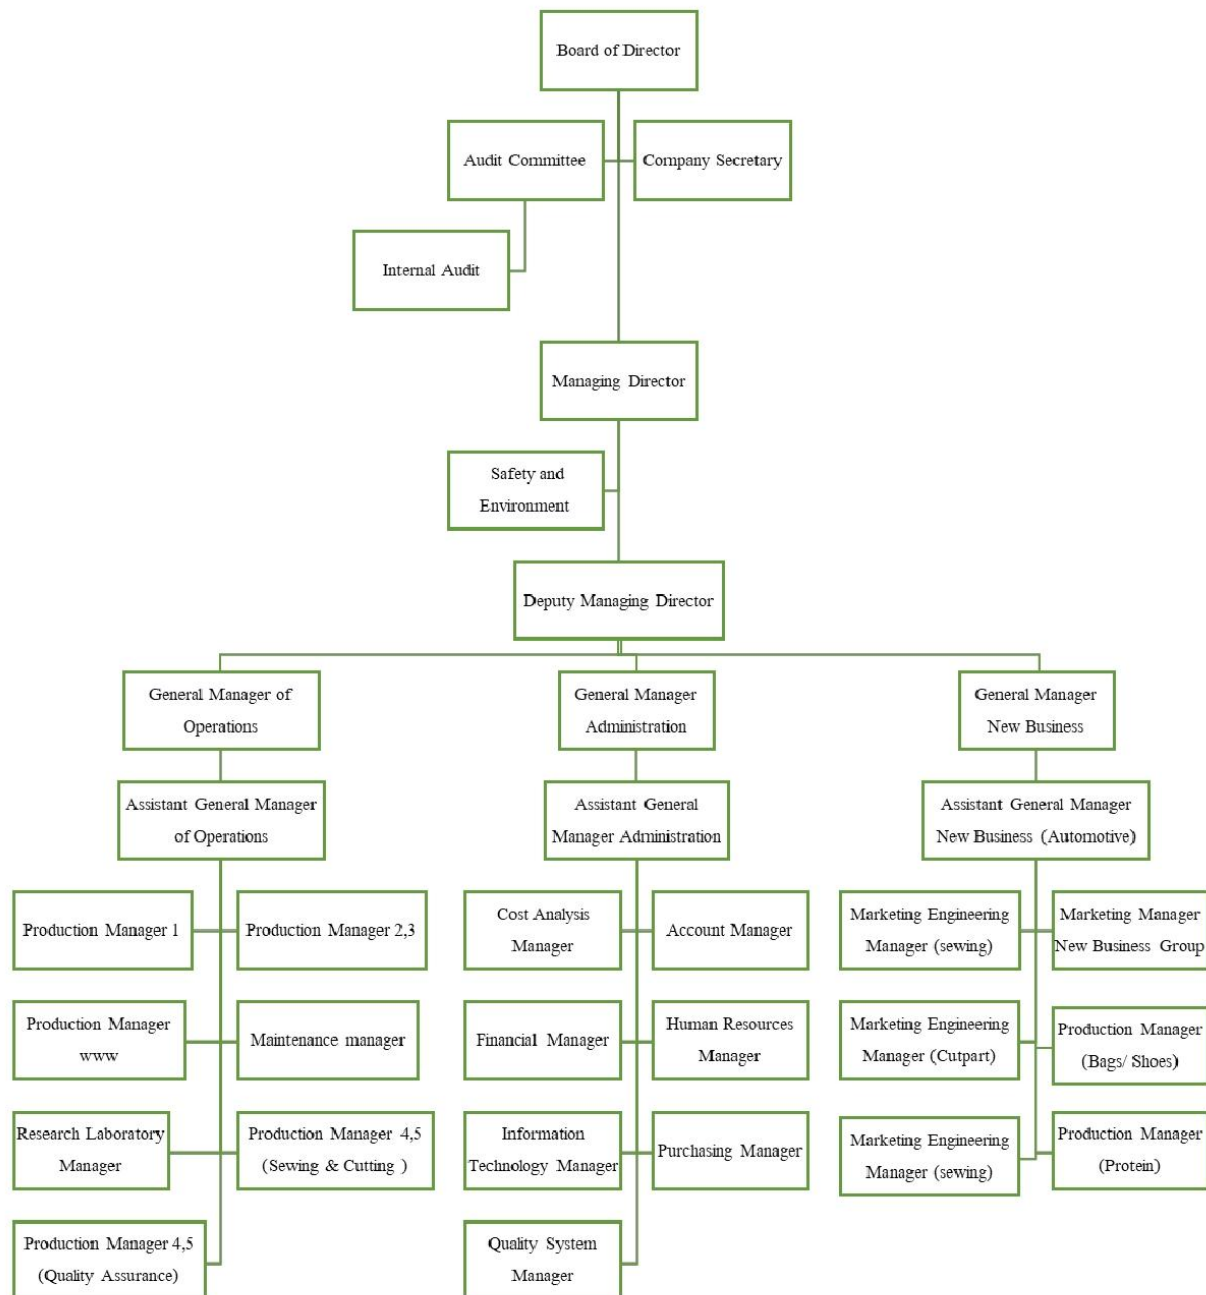 Board of Director
Audit Committee
Company Secretary
Internal Audit
Managing Director
Safety and
Environment
Deputy Managing Director
General Manager of
Operations
General Manager
Administration
General Manager
New Business
Assistant General Manager
of Operations
Assistant General
Manager Administration
Assistant General Manager
New Business (Automotive)
Production Manager 1
Production Manager 2,3
Cost Analysis
Manager
Account Manager
Marketing Engineering
Manager (sewing)
Marketing Manager
New Business Group
Production Manager
www
Maintenance manager
Financial Manager
Human Resources
Manager
Marketing Engineering
Manager (Cutpart)
Production Manager
(Bags/ Shoes)
Research Laboratory
Manager
Production Manager 4,5
(Sewing & Cutting )
Information
Technology Manager
Purchasing Manager
Marketing Engineering
Manager (sewing)
Production Manager
(Protein)
Production Manager 4,5
(Quality Assurance)
Quality System
Manager